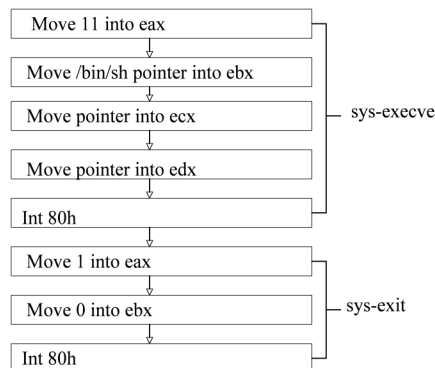 Move 11 into eax
Move /bin/sh pointer into ebx
Move pointer into ecx
Move pointer into edx
Int 80h
sys-execve
Move 1 into eax
Move 0 into ebx
Int 80h
sys-exit